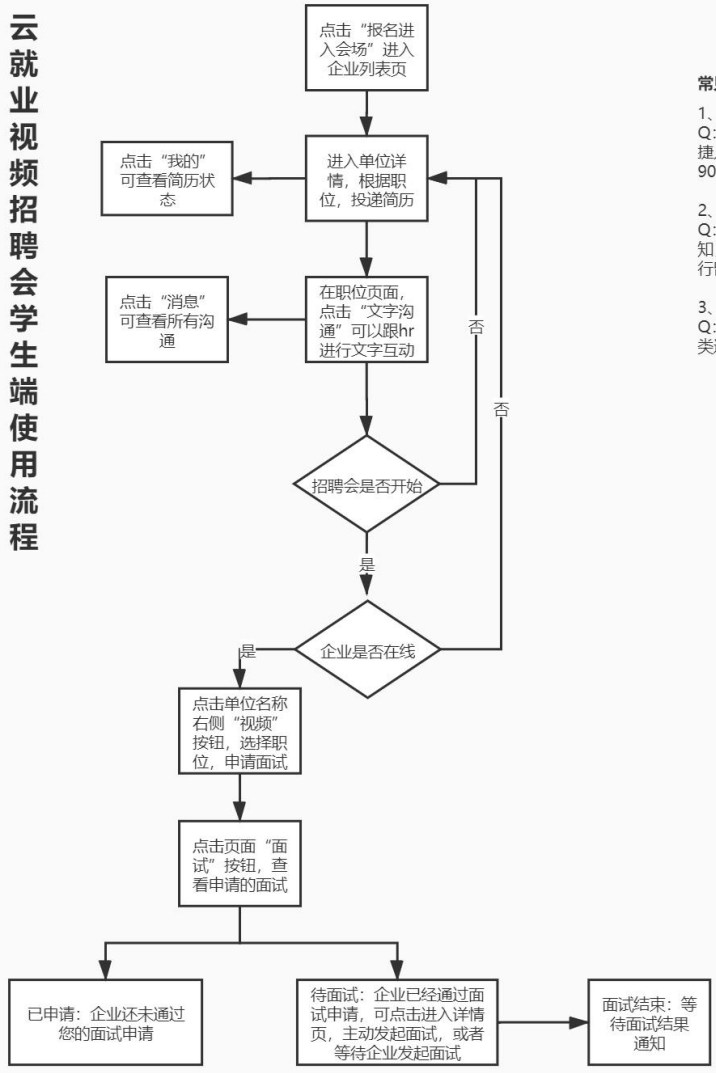 云就业视频招聘会学生端使用流程
点击“报名进
入会场”进入
企业列表页
进入单位详
情，根据职
位，投递简历
点击“我的”
可查看简历状
态
在职位页面，
点击“文字沟
通”可以跟hr
进行文字互动
点击“消息”
可查看所有沟
通
否
否
招聘会是否开始
是
企业是否在线
是
点击单位名称
右侧“视频”
按钮，选择职
位，申请面试
点击页面“面
试”按钮，查
看申请的面试
已申请：企业还未通过
您的面试申请
待面试：企业已经通过面
试申请，可点击进入详情
页，主动发起面试，或者
等待企业发起面试
面试结束：等
待面试结果
通知
1、
Q:
捷
90
2、
Q:
知
行
3、
Q:
类